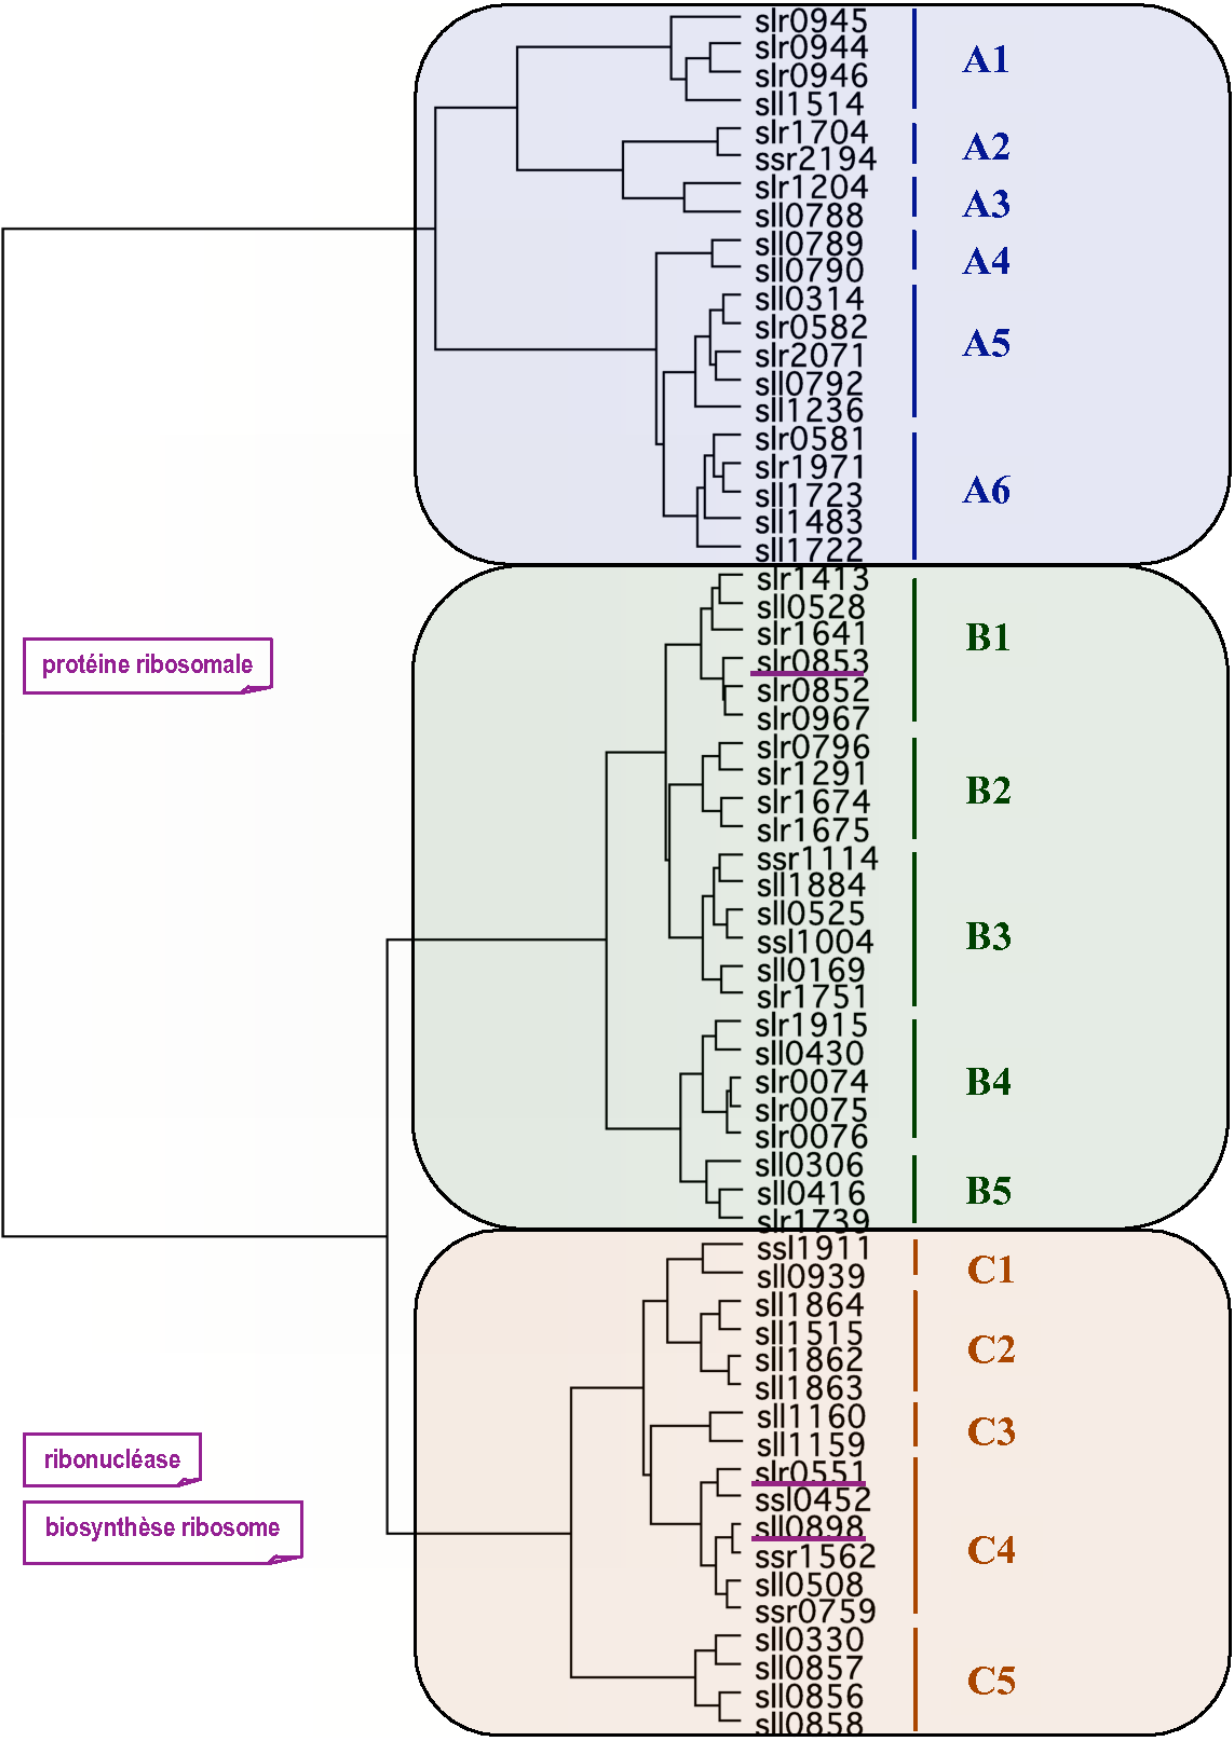 slr0945
slr0944
A1
slr0946
sll1514
slr1704
A2
ssr2194
slr1204
A3
sll0788
sll0789
A4
sll0790
sll0314
slr0582
A5
slr2071
sll0792
sll1236
slr0581
slr1971
A6
sll1723
sll1483
sll1722
slr1413
sll0528
slr1641
B1
protéine ribosomale
slr0853
slr0852
slr0967
slr0796
slr1291
B2
slr1674
slr1675
ssr1114
sll1884
sll0525
B3
ssl1004
sll0169
slr1751
slr1915
sll0430
slr0074
B4
slr0075
slr0076
sll0306
sll0416
B5
slr1739
ssl1911
C1
sll0939
sll1864
sll1515
C2
sll1862
sll1863
sll1160
C3
sll1159
ribonucléase
slr0551
ssl0452
biosynthèse ribosome
sll0898
C4
ssr1562
sll0508
ssr0759
sll0330
sll0857
C5
sll0856
sll0858